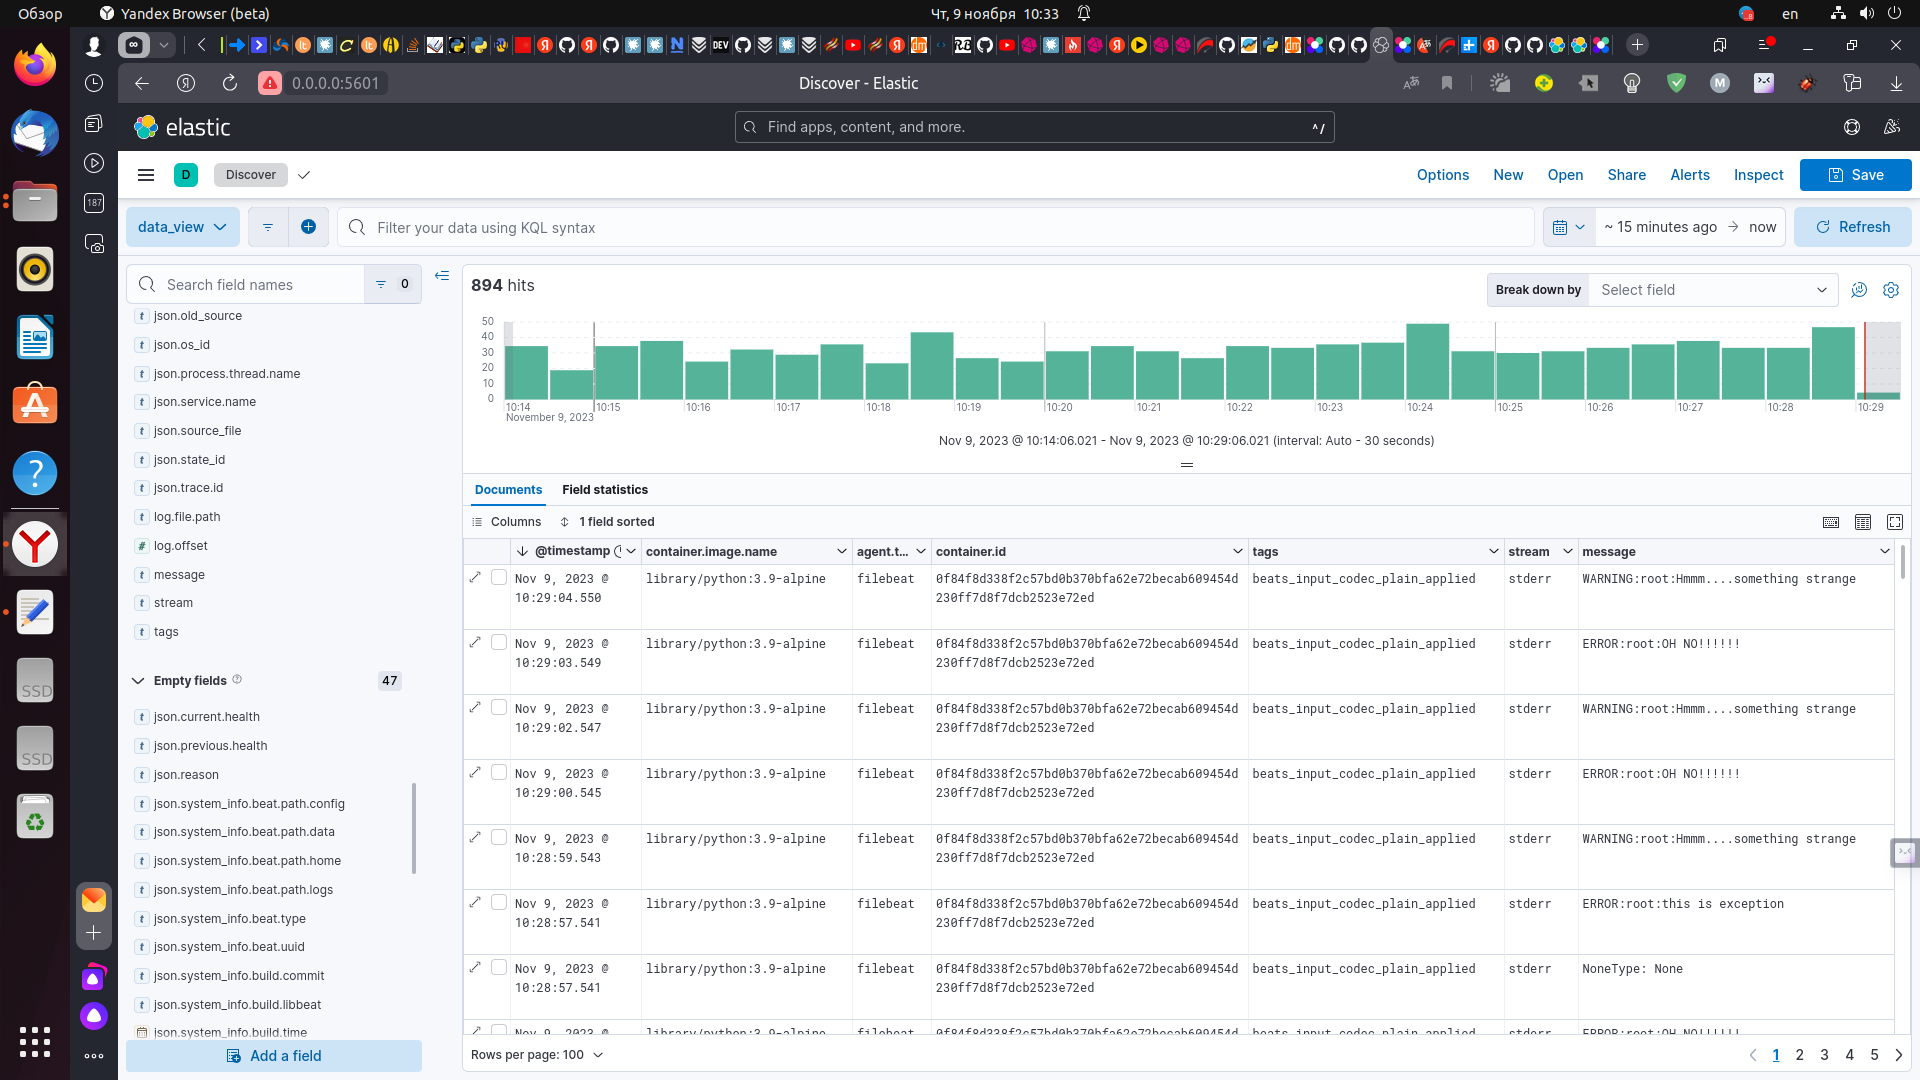 Обзор
Yandex Browser (beta)
Чт, 9 ноября 10:33
en
DEV
0.0.0.0:5601
Discover - Elastic
M
elastic
Find apps, content, and more.
^/
D
Discover
Options
New
Open
Share
Alerts
Inspect
Save
187
data_view
Filter your data using KQL syntax
~ 15 minutes ago → now
Refresh
Search field names
0
894 hits
Break down by
Select field
t json.old_source
t json.os_id
t json.process.thread.name
t json.service.name
t json.source_file
t json.state_id
t json.trace.id
t log.file.path
# log.offset
t message
t stream
t tags
Empty fields
47
t json.current.health
t json.previous.health
t json.reason
t json.system_info.beat.path.config
t json.system_info.beat.path.data
t json.system_info.beat.path.home
t json.system_info.beat.path.logs
t json.system_info.beat.type
t json.system_info.beat.uuid
t json.system_info.build.commit
t json.system_info.build.libbeat
json.system_info.build.time
Add a field
SSD
SSD
50
40
30
20
10
0
10:14 10:15 10:16 10:17 10:18 10:19 10:20 10:21 10:22 10:23 10:24 10:25 10:26 10:27 10:28 10:29
November 9, 2023
Nov 9, 2023 @ 10:14:06.021 - Nov 9, 2023 @ 10:29:06.021 (interval: Auto - 30 seconds)
Documents
Field statistics
Columns
1 field sorted
@timestamp container.image.name agent.t... container.id tags stream message
Nov 9, 2023 @ library/python:3.9-alpine filebeat 0f84f8d338f2c57bd0b370bfa62e72becab609454d beats_input_codec_plain_applied stderr WARNING:root:Hmmm....something strange
10:29:04.550 230ff7d8f7dcb2523e72ed
Nov 9, 2023 @ library/python:3.9-alpine filebeat 0f84f8d338f2c57bd0b370bfa62e72becab609454d beats_input_codec_plain_applied stderr ERROR:root:OH NO!!!!!!
10:29:03.549 230ff7d8f7dcb2523e72ed
Nov 9, 2023 @ library/python:3.9-alpine filebeat 0f84f8d338f2c57bd0b370bfa62e72becab609454d beats_input_codec_plain_applied stderr WARNING:root:Hmmm....something strange
10:29:02.547 230ff7d8f7dcb2523e72ed
Nov 9, 2023 @ library/python:3.9-alpine filebeat 0f84f8d338f2c57bd0b370bfa62e72becab609454d beats_input_codec_plain_applied stderr ERROR:root:OH NO!!!!!!
10:29:00.545 230ff7d8f7dcb2523e72ed
Nov 9, 2023 @ library/python:3.9-alpine filebeat 0f84f8d338f2c57bd0b370bfa62e72becab609454d beats_input_codec_plain_applied stderr WARNING:root:Hmmm....something strange
10:28:59.543 230ff7d8f7dcb2523e72ed
Nov 9, 2023 @ library/python:3.9-alpine filebeat 0f84f8d338f2c57bd0b370bfa62e72becab609454d beats_input_codec_plain_applied stderr ERROR:root:this is exception
10:28:57.541 230ff7d8f7dcb2523e72ed
Nov 9, 2023 @ library/python:3.9-alpine filebeat 0f84f8d338f2c57bd0b370bfa62e72becab609454d beats_input_codec_plain_applied stderr NoneType: None
10:28:57.541 230ff7d8f7dcb2523e72ed
Nov 9, 2023 @ library/python:3.9-alpine filebeat 0f84f8d338f2c57bd0b370bfa62e72becab609454d beats_input_codec_plain_applied stderr ERROR:root:OH NO!!!!!!
Rows per page: 100
1 2 3 4 5